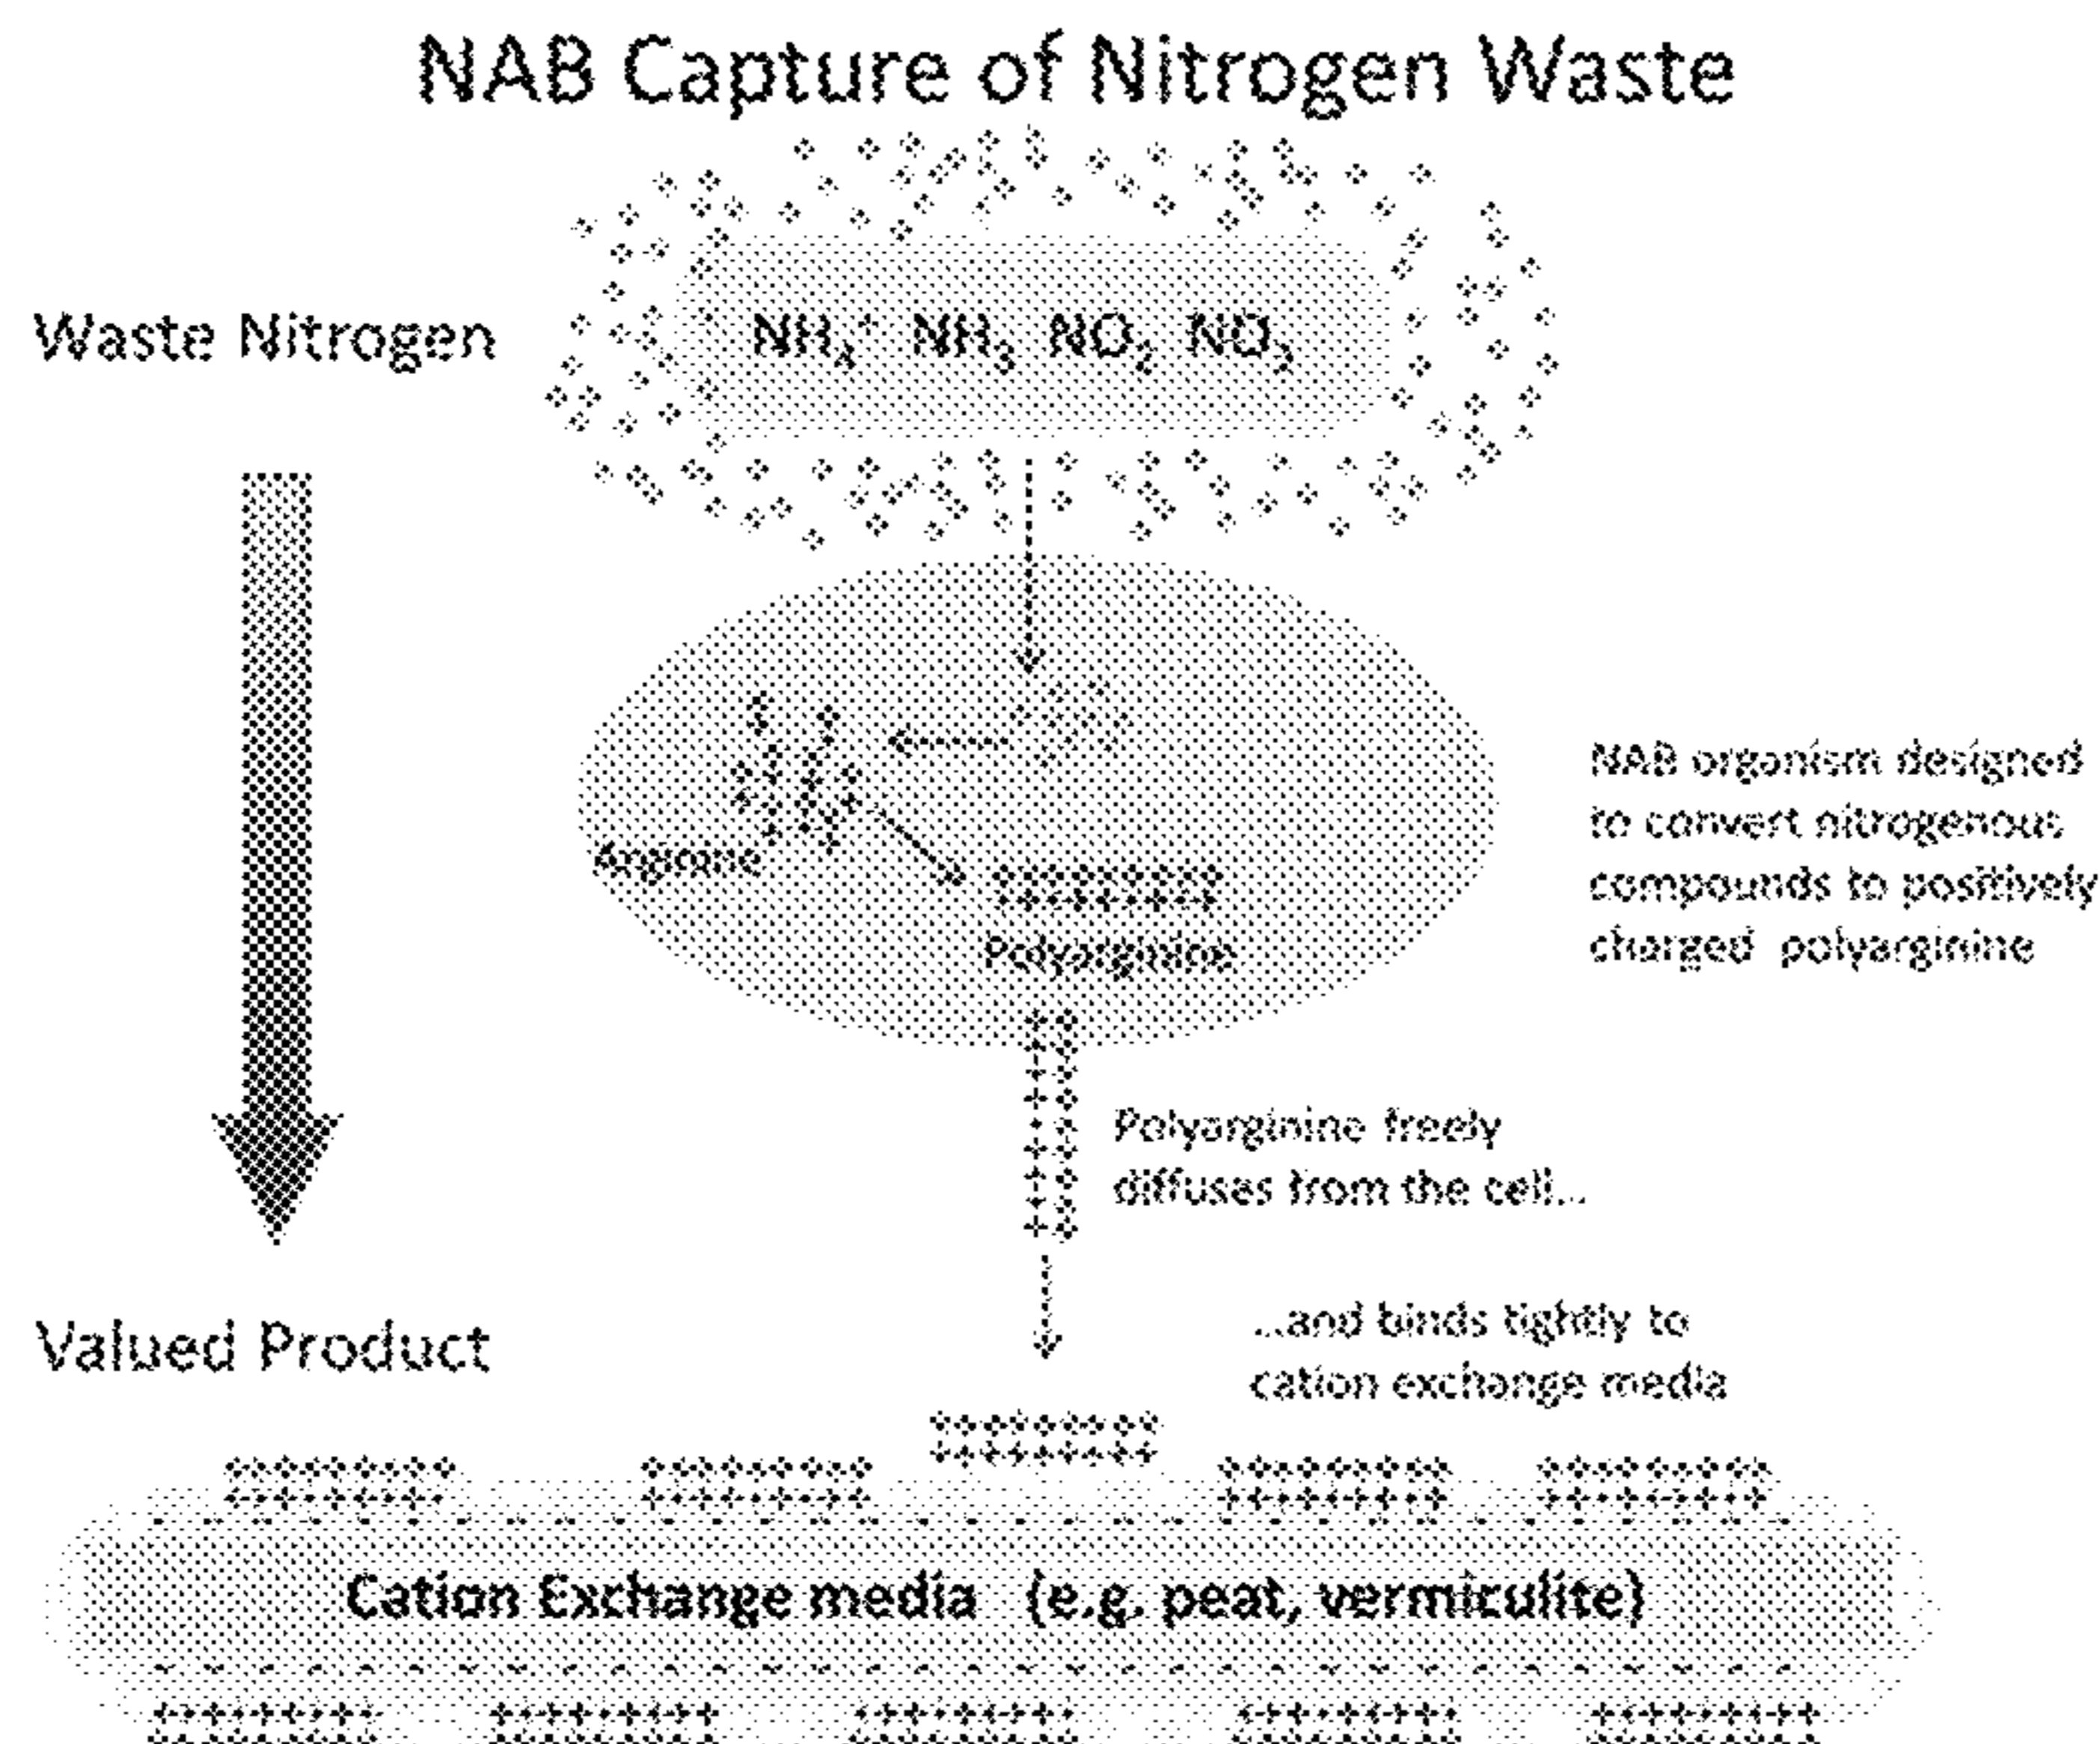 NAB Capture of Nitrogen Waste
Waste Nitrogen
NH₄⁺ NH₃ NO₂ NO₃
NAB organism designed
to convert nitrogenous
compounds to positively
charged polyarginine
Arginine
Polyarginine
Polyarginine freely
diffuses from the cell...
...and binds tightly to
cation exchange media
Valued Product
Cation Exchange media (e.g. peat, vermiculite)